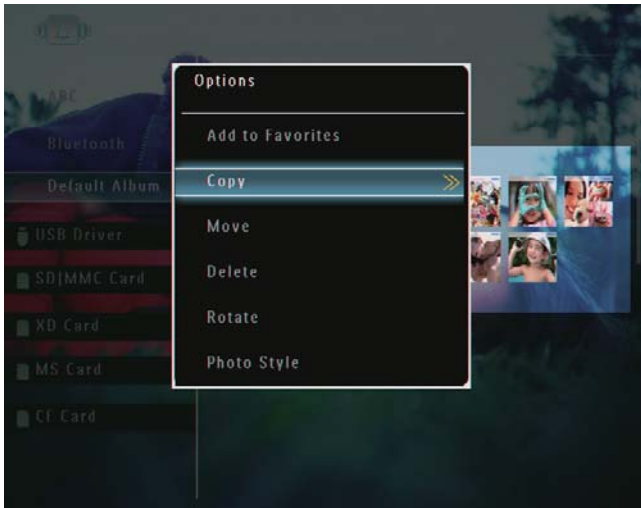 Options
Add to Favorites
Copy
Move
Delete
Rotate
Photo Style
ABC
Bluetooth
Default Album
USB Driver
SD|MMC Card
XD Card
MS Card
CF Card